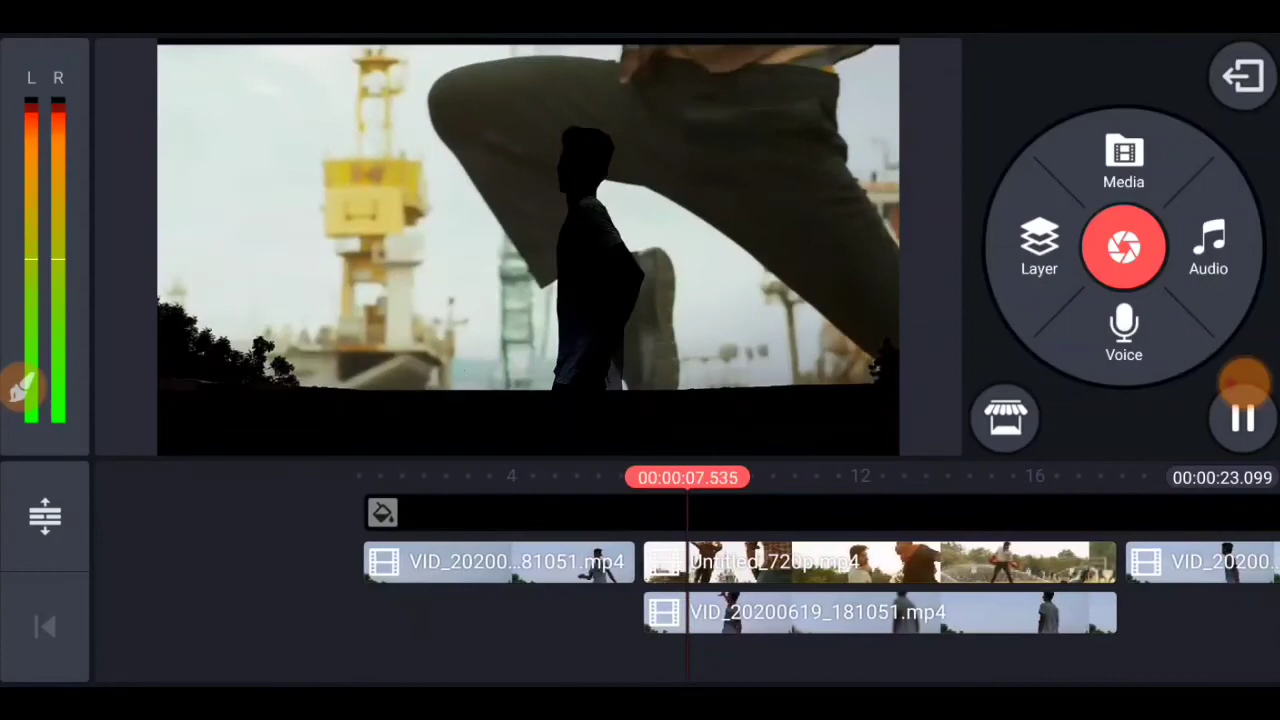 L R
Media
Layer
Audio
Voice
4
00:00:07.535
12
16
00:00:23.099
VID_20200...81051.mp4
Untitled_720p.mp4
VID_20200...
VID_20200619_181051.mp4